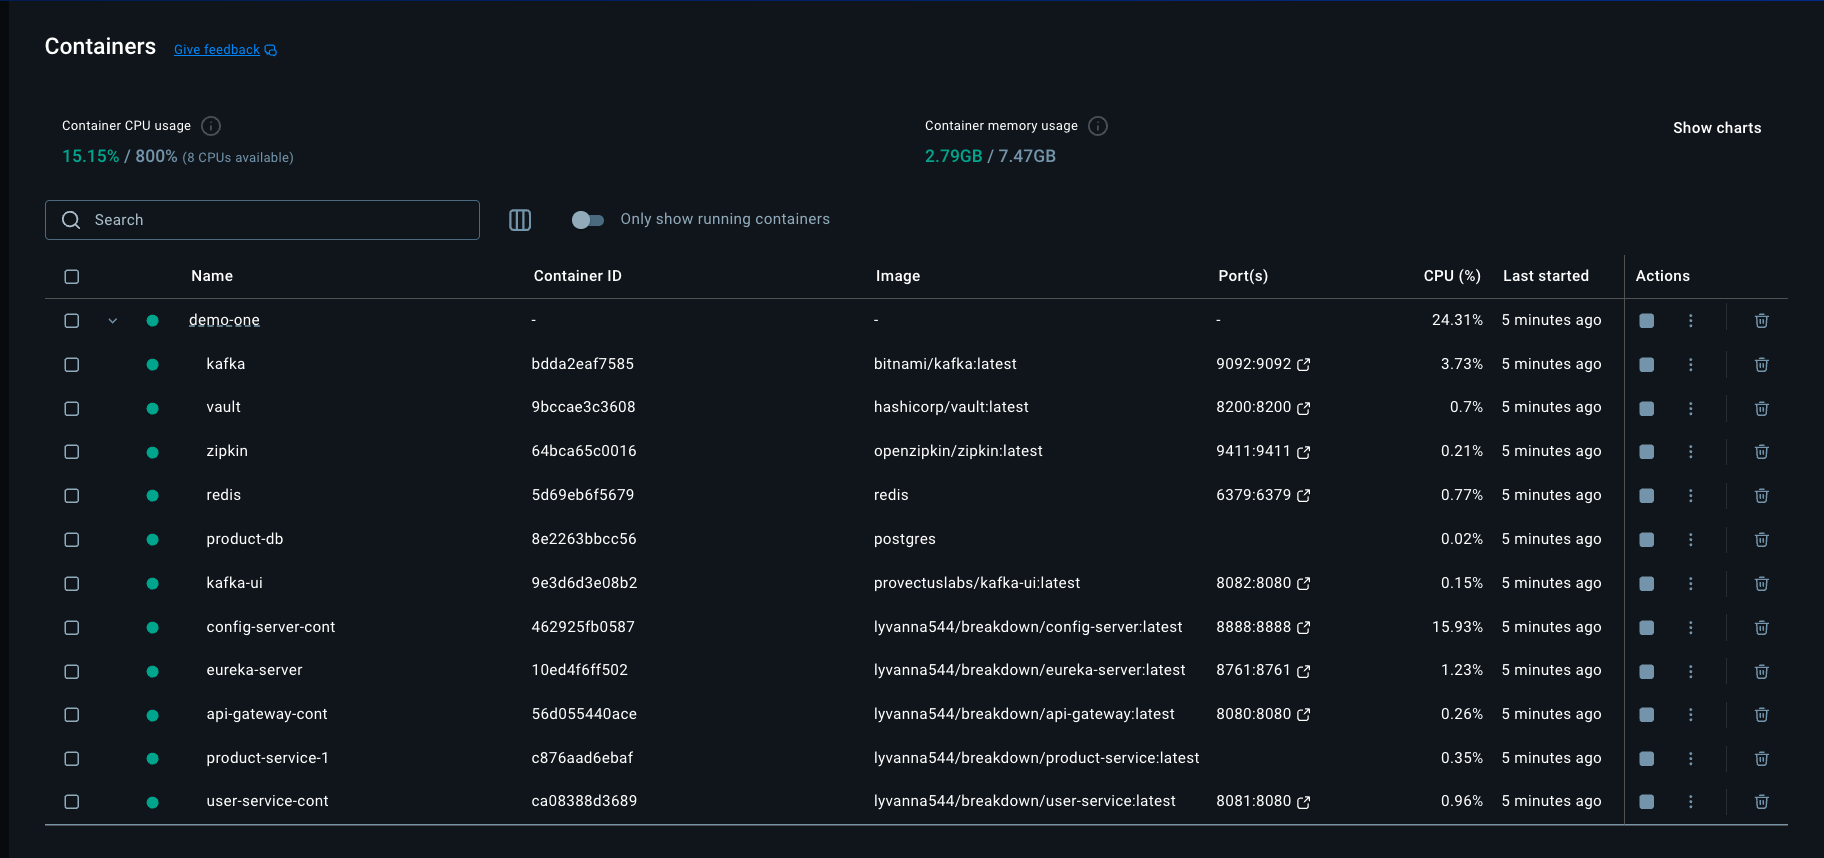 Containers Give feedback
Container CPU usage Container memory usage Show charts
15.15% / 800% (8 CPUs available) 2.79GB / 7.47GB
Search Only show running containers
Name Container ID Image Port(s) CPU (%) Last started Actions
demo-one - - - 24.31% 5 minutes ago
kafka bdda2eaf7585 bitnami/kafka:latest 9092:9092 3.73% 5 minutes ago
vault 9bccae3c3608 hashicorp/vault:latest 8200:8200 0.7% 5 minutes ago
zipkin 64bca65c0016 openzipkin/zipkin:latest 9411:9411 0.21% 5 minutes ago
redis 5d69eb6f5679 redis 6379:6379 0.77% 5 minutes ago
product-db 8e2263bbcc56 postgres 0.02% 5 minutes ago
kafka-ui 9e3d6d3e08b2 provectuslabs/kafka-ui:latest 8082:8080 0.15% 5 minutes ago
config-server-cont 462925fb0587 lyvanna544/breakdown/config-server:latest 8888:8888 15.93% 5 minutes ago
eureka-server 10ed4f6ff502 lyvanna544/breakdown/eureka-server:latest 8761:8761 1.23% 5 minutes ago
api-gateway-cont 56d055440ace lyvanna544/breakdown/api-gateway:latest 8080:8080 0.26% 5 minutes ago
product-service-1 c876aad6ebaf lyvanna544/breakdown/product-service:latest 0.35% 5 minutes ago
user-service-cont ca08388d3689 lyvanna544/breakdown/user-service:latest 8081:8080 0.96% 5 minutes ago